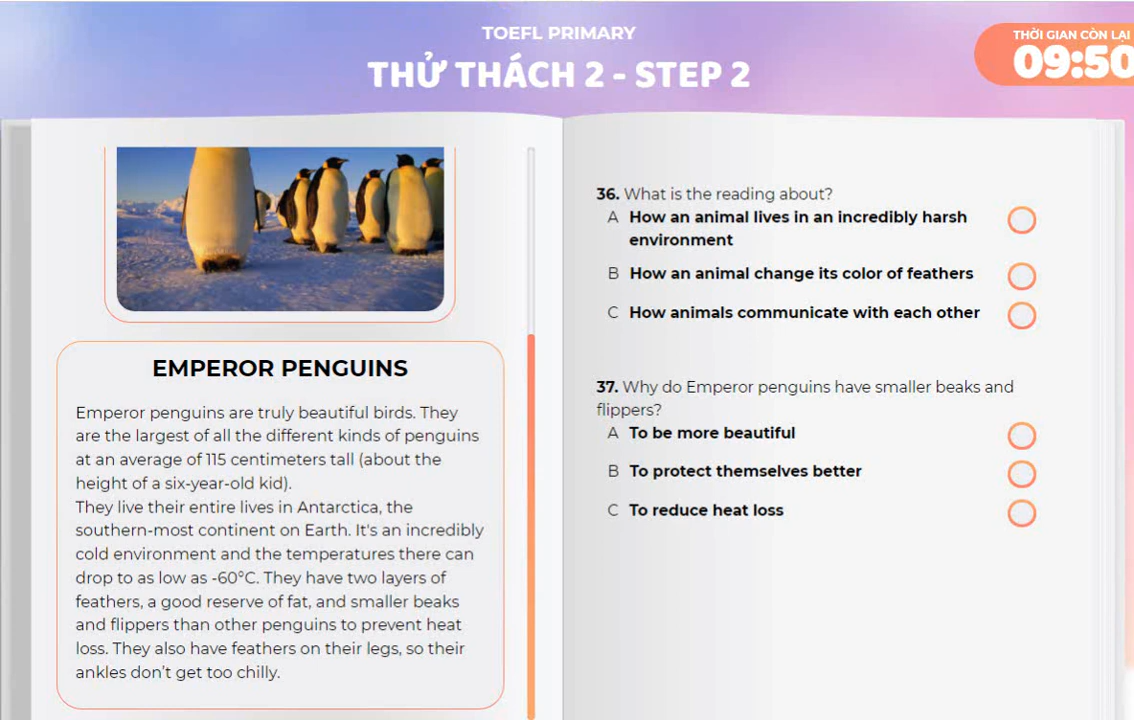 TOEFL PRIMARY
THỬ THÁCH 2 - STEP 2
THỜI GIAN CÒN LẠI
09:50
EMPEROR PENGUINS
Emperor penguins are truly beautiful birds. They
are the largest of all the different kinds of penguins
at an average of 115 centimeters tall (about the
height of a six-year-old kid).
They live their entire lives in Antarctica, the
southern-most continent on Earth. It's an incredibly
cold environment and the temperatures there can
drop to as low as -60°C. They have two layers of
feathers, a good reserve of fat, and smaller beaks
and flippers than other penguins to prevent heat
loss. They also have feathers on their legs, so their
ankles don’t get too chilly.
36. What is the reading about?
A How an animal lives in an incredibly harsh
environment
B How an animal change its color of feathers
C How animals communicate with each other
37. Why do Emperor penguins have smaller beaks and
flippers?
A To be more beautiful
B To protect themselves better
C To reduce heat loss